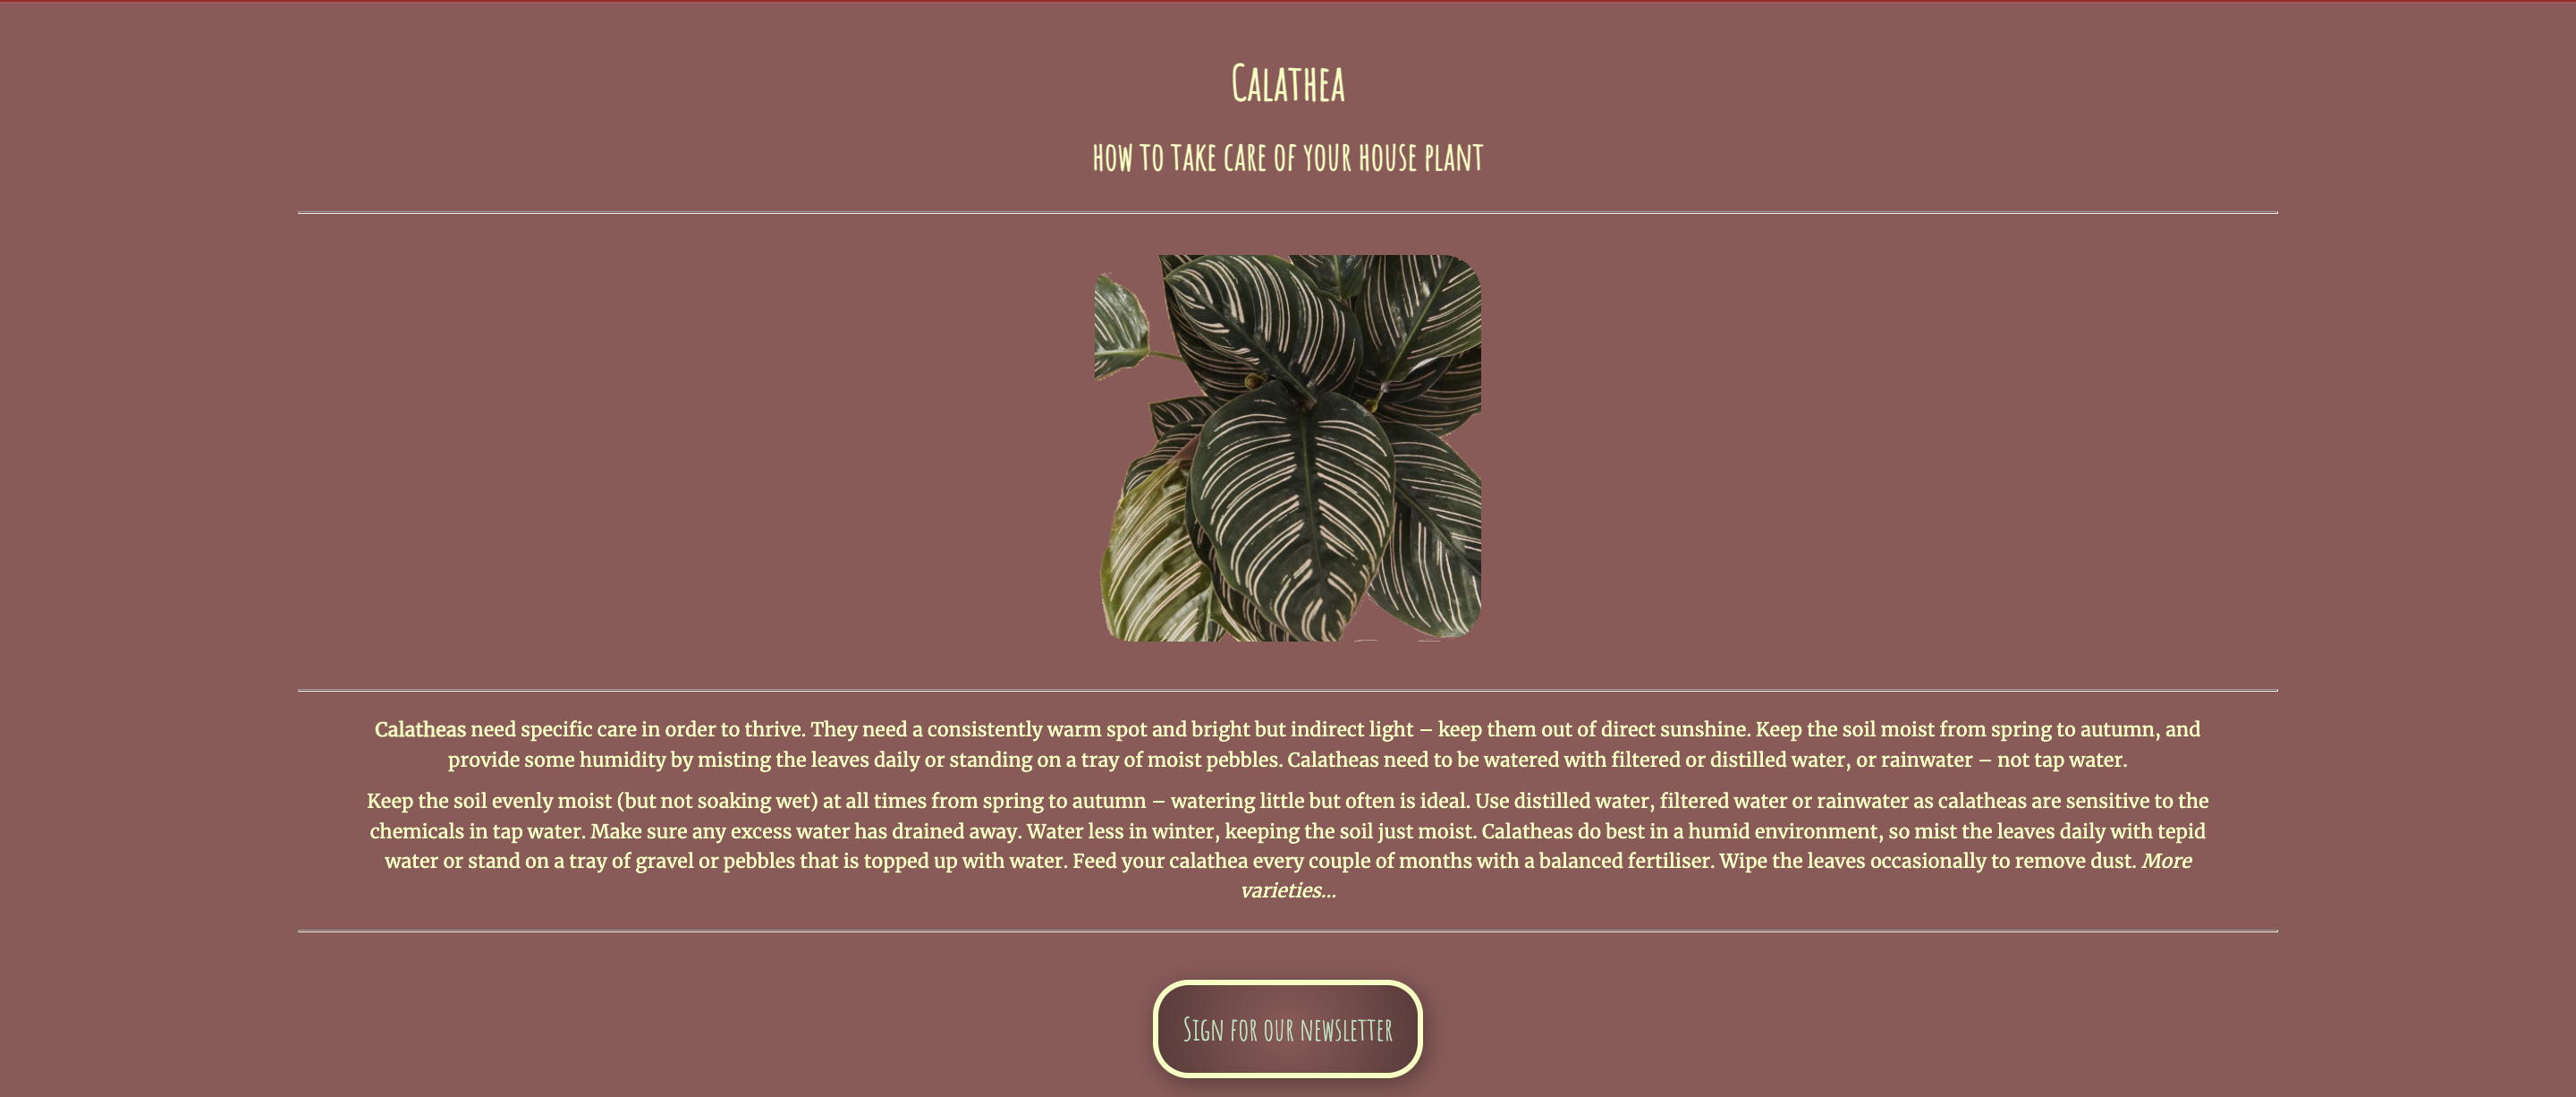 Calathea
how to take care of your house plant
Calatheas need specific care in order to thrive. They need a consistently warm spot and bright but indirect light – keep them out of direct sunshine. Keep the soil moist from spring to autumn, and
provide some humidity by misting the leaves daily or standing on a tray of moist pebbles. Calatheas need to be watered with filtered or distilled water, or rainwater – not tap water.
Keep the soil evenly moist (but not soaking wet) at all times from spring to autumn – watering little but often is ideal. Use distilled water, filtered water or rainwater as calatheas are sensitive to the
chemicals in tap water. Make sure any excess water has drained away. Water less in winter, keeping the soil just moist. Calatheas do best in a humid environment, so mist the leaves daily with tepid
water or stand on a tray of gravel or pebbles that is topped up with water. Feed your calathea every couple of months with a balanced fertiliser. Wipe the leaves occasionally to remove dust. More
varieties...
Sign for our newsletter